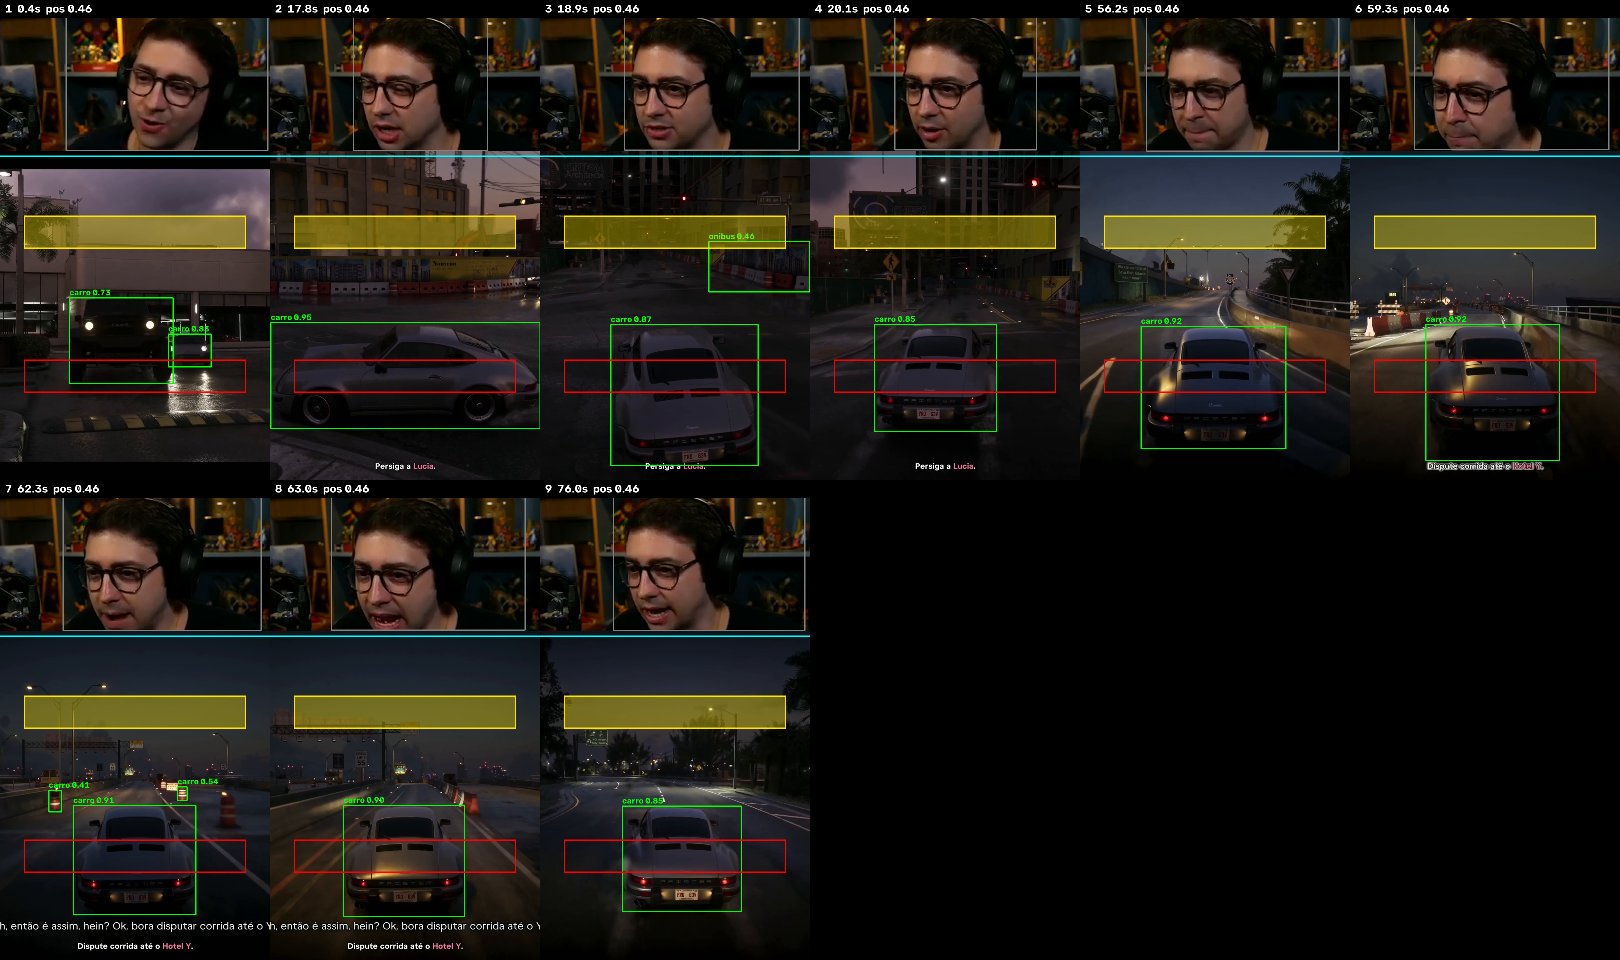 1 0.4s pos 0.46
2 17.8s pos 0.46
3 18.9s pos 0.46
4 20.1s pos 0.46
5 56.2s pos 0.46
6 59.3s pos 0.46
carro 0.73
carro 0.83
carro 0.95
onibus 0.46
carro 0.87
carro 0.85
carro 0.92
carro 0.92
Persiga a Lucia.
Persiga a Lucia.
Persiga a Lucia.
Dispute corrida até o Hotel Y.
7 62.3s pos 0.46
8 63.0s pos 0.46
9 76.0s pos 0.46
carro 0.41
carro 0.54
carro 0.91
carro 0.90
carro 0.85
h, então é assim, hein? Ok, bora disputar corrida até o Y
h, então é assim, hein? Ok, bora disputar corrida até o Y
Dispute corrida até o Hotel Y.
Dispute corrida até o Hotel Y.